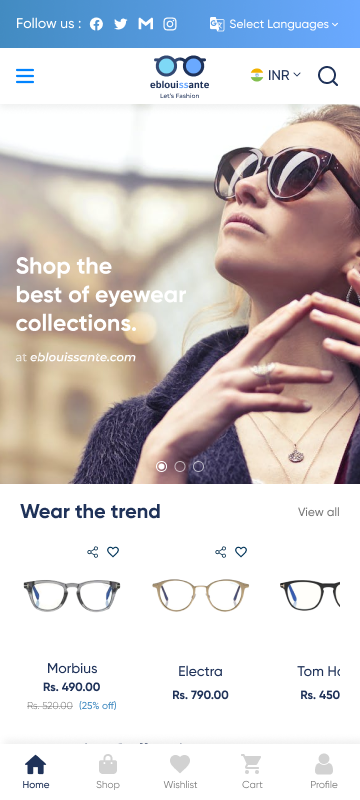 Follow us :
Select Languages
eblouissante
Let's Fashion
INR
Shop the
best of eyewear
collections.
at eblouissante.com
Wear the trend
View all
Morbius
Rs. 490.00
Rs. 520.00 (25% off)
Electra
Rs. 790.00
Tom Ho
Rs. 450
Home
Shop
Wishlist
Cart
Profile